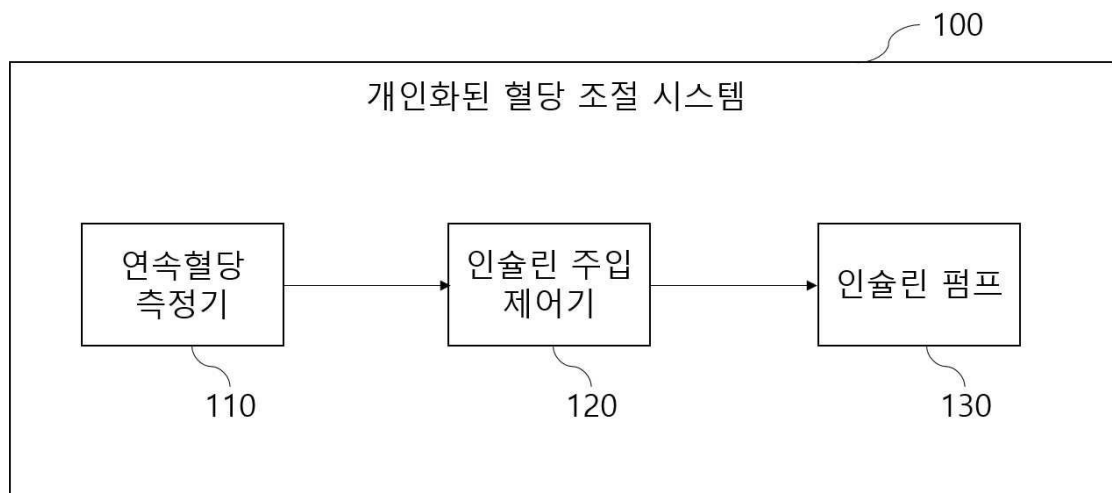 100
개인화된 혈당 조절 시스템
연속혈당
측정기
인슐린 주입
제어기
인슐린 펌프
110
120
130